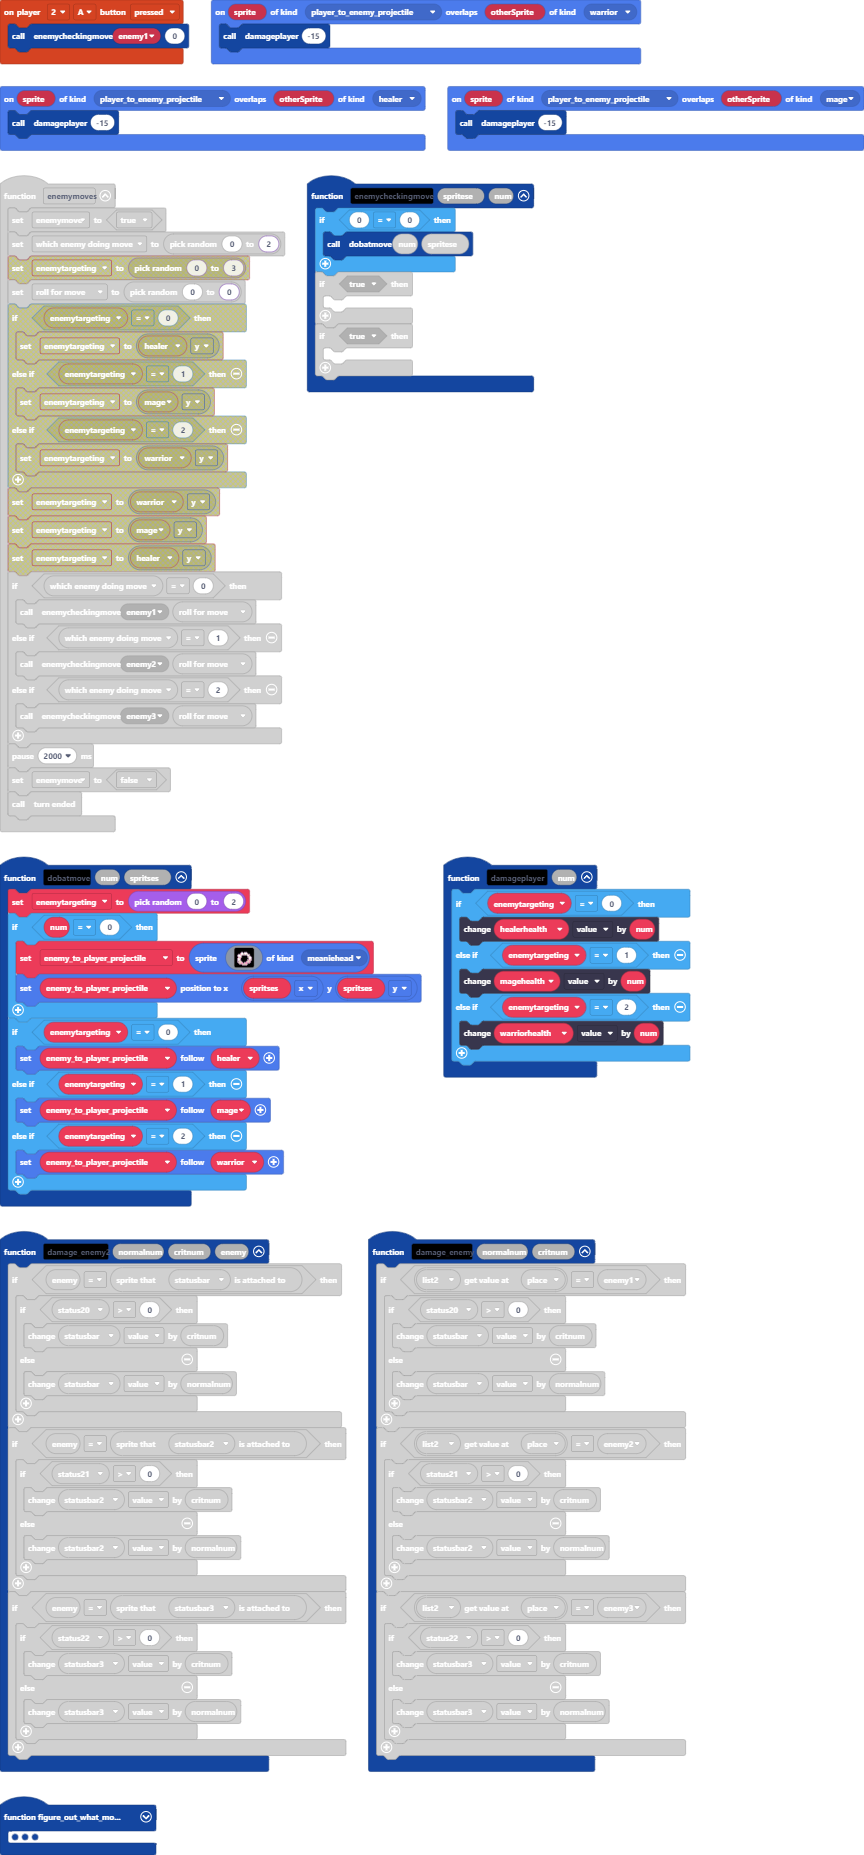 on player 2 A button pressed
call enemycheckingmove enemy1 0
on sprite of kind player_to_enemy_projectile overlaps otherSprite of kind warrior
call damageplayer -15
on sprite of kind player_to_enemy_projectile overlaps otherSprite of kind healer
call damageplayer -15
on sprite of kind player_to_enemy_projectile overlaps otherSprite of kind mage
call damageplayer -15
function enemymoves
set enemymove to true
set which enemy doing move to pick random 0 to 2
set enemytargeting to pick random 0 to 3
set roll for move to pick random 0 to 0
if enemytargeting = 0 then
set enemytargeting to healer y
else if enemytargeting = 1 then
set enemytargeting to mage y
else if enemytargeting = 2 then
set enemytargeting to warrior y
set enemytargeting to warrior y
set enemytargeting to mage y
set enemytargeting to healer y
if which enemy doing move = 0 then
call enemycheckingmove enemy1 roll for move
else if which enemy doing move = 1 then
call enemycheckingmove enemy2 roll for move
else if which enemy doing move = 2 then
call enemycheckingmove enemy3 roll for move
pause 2000 ms
set enemymove to false
call turn ended
function enemycheckingmove spritese num
if 0 = 0 then
call dobatmove num spritese
if true then
if true then
function dobatmove num spritses
set enemytargeting to pick random 0 to 2
if num = 0 then
set enemy_to_player_projectile to sprite of kind meaniehead
set enemy_to_player_projectile position to x spritses x y spritses y
if enemytargeting = 0 then
set enemy_to_player_projectile follow healer
else if enemytargeting = 1 then
set enemy_to_player_projectile follow mage
else if enemytargeting = 2 then
set enemy_to_player_projectile follow warrior
function damageplayer num
if enemytargeting = 0 then
change healerhealth value by num
else if enemytargeting = 1 then
change magehealth value by num
else if enemytargeting = 2 then
change warriorhealth value by num
function damage enemy2 normalnum critnum enemy
if enemy = sprite that statusbar is attached to then
if status20 > 0 then
change statusbar value by critnum
else
change statusbar value by normalnum
if enemy = sprite that statusbar2 is attached to then
if status21 > 0 then
change statusbar2 value by critnum
else
change statusbar2 value by normalnum
if enemy = sprite that statusbar3 is attached to then
if status22 > 0 then
change statusbar3 value by critnum
else
change statusbar3 value by normalnum
function damage enemy normalnum critnum
if list2 get value at place = enemy1 then
if status20 > 0 then
change statusbar value by critnum
else
change statusbar value by normalnum
if list2 get value at place = enemy2 then
if status21 > 0 then
change statusbar2 value by critnum
else
change statusbar2 value by normalnum
if list2 get value at place = enemy3 then
if status22 > 0 then
change statusbar3 value by critnum
else
change statusbar3 value by normalnum
function figure_out_what_mo...